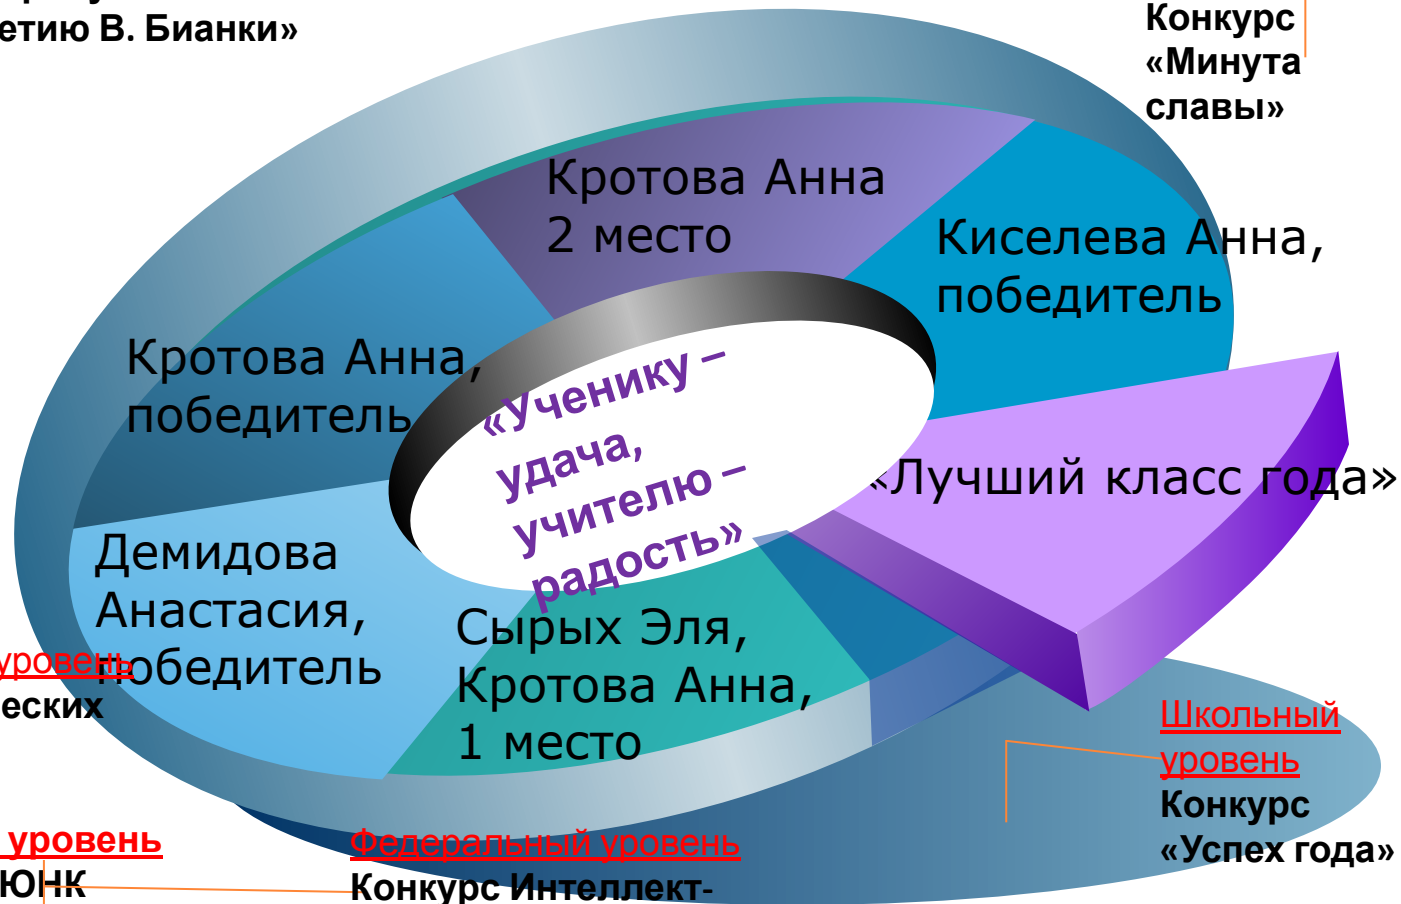 етию В. Бианки»
Конкурс
«Минута
славы»
Кротова Анна
2 место
Киселева Анна,
победитель
Кротова Анна,
победитель
«Ученику –
удача,
учителю –
радость»
«Лучший класс года»
Демидова
Анастасия,
победитель
Сырых Эля,
Кротова Анна,
1 место
уровень
еских
Школьный
уровень
Конкурс
«Успех года»
уровень
ЮНК
Федеральный уровень
Конкурс Интеллект-